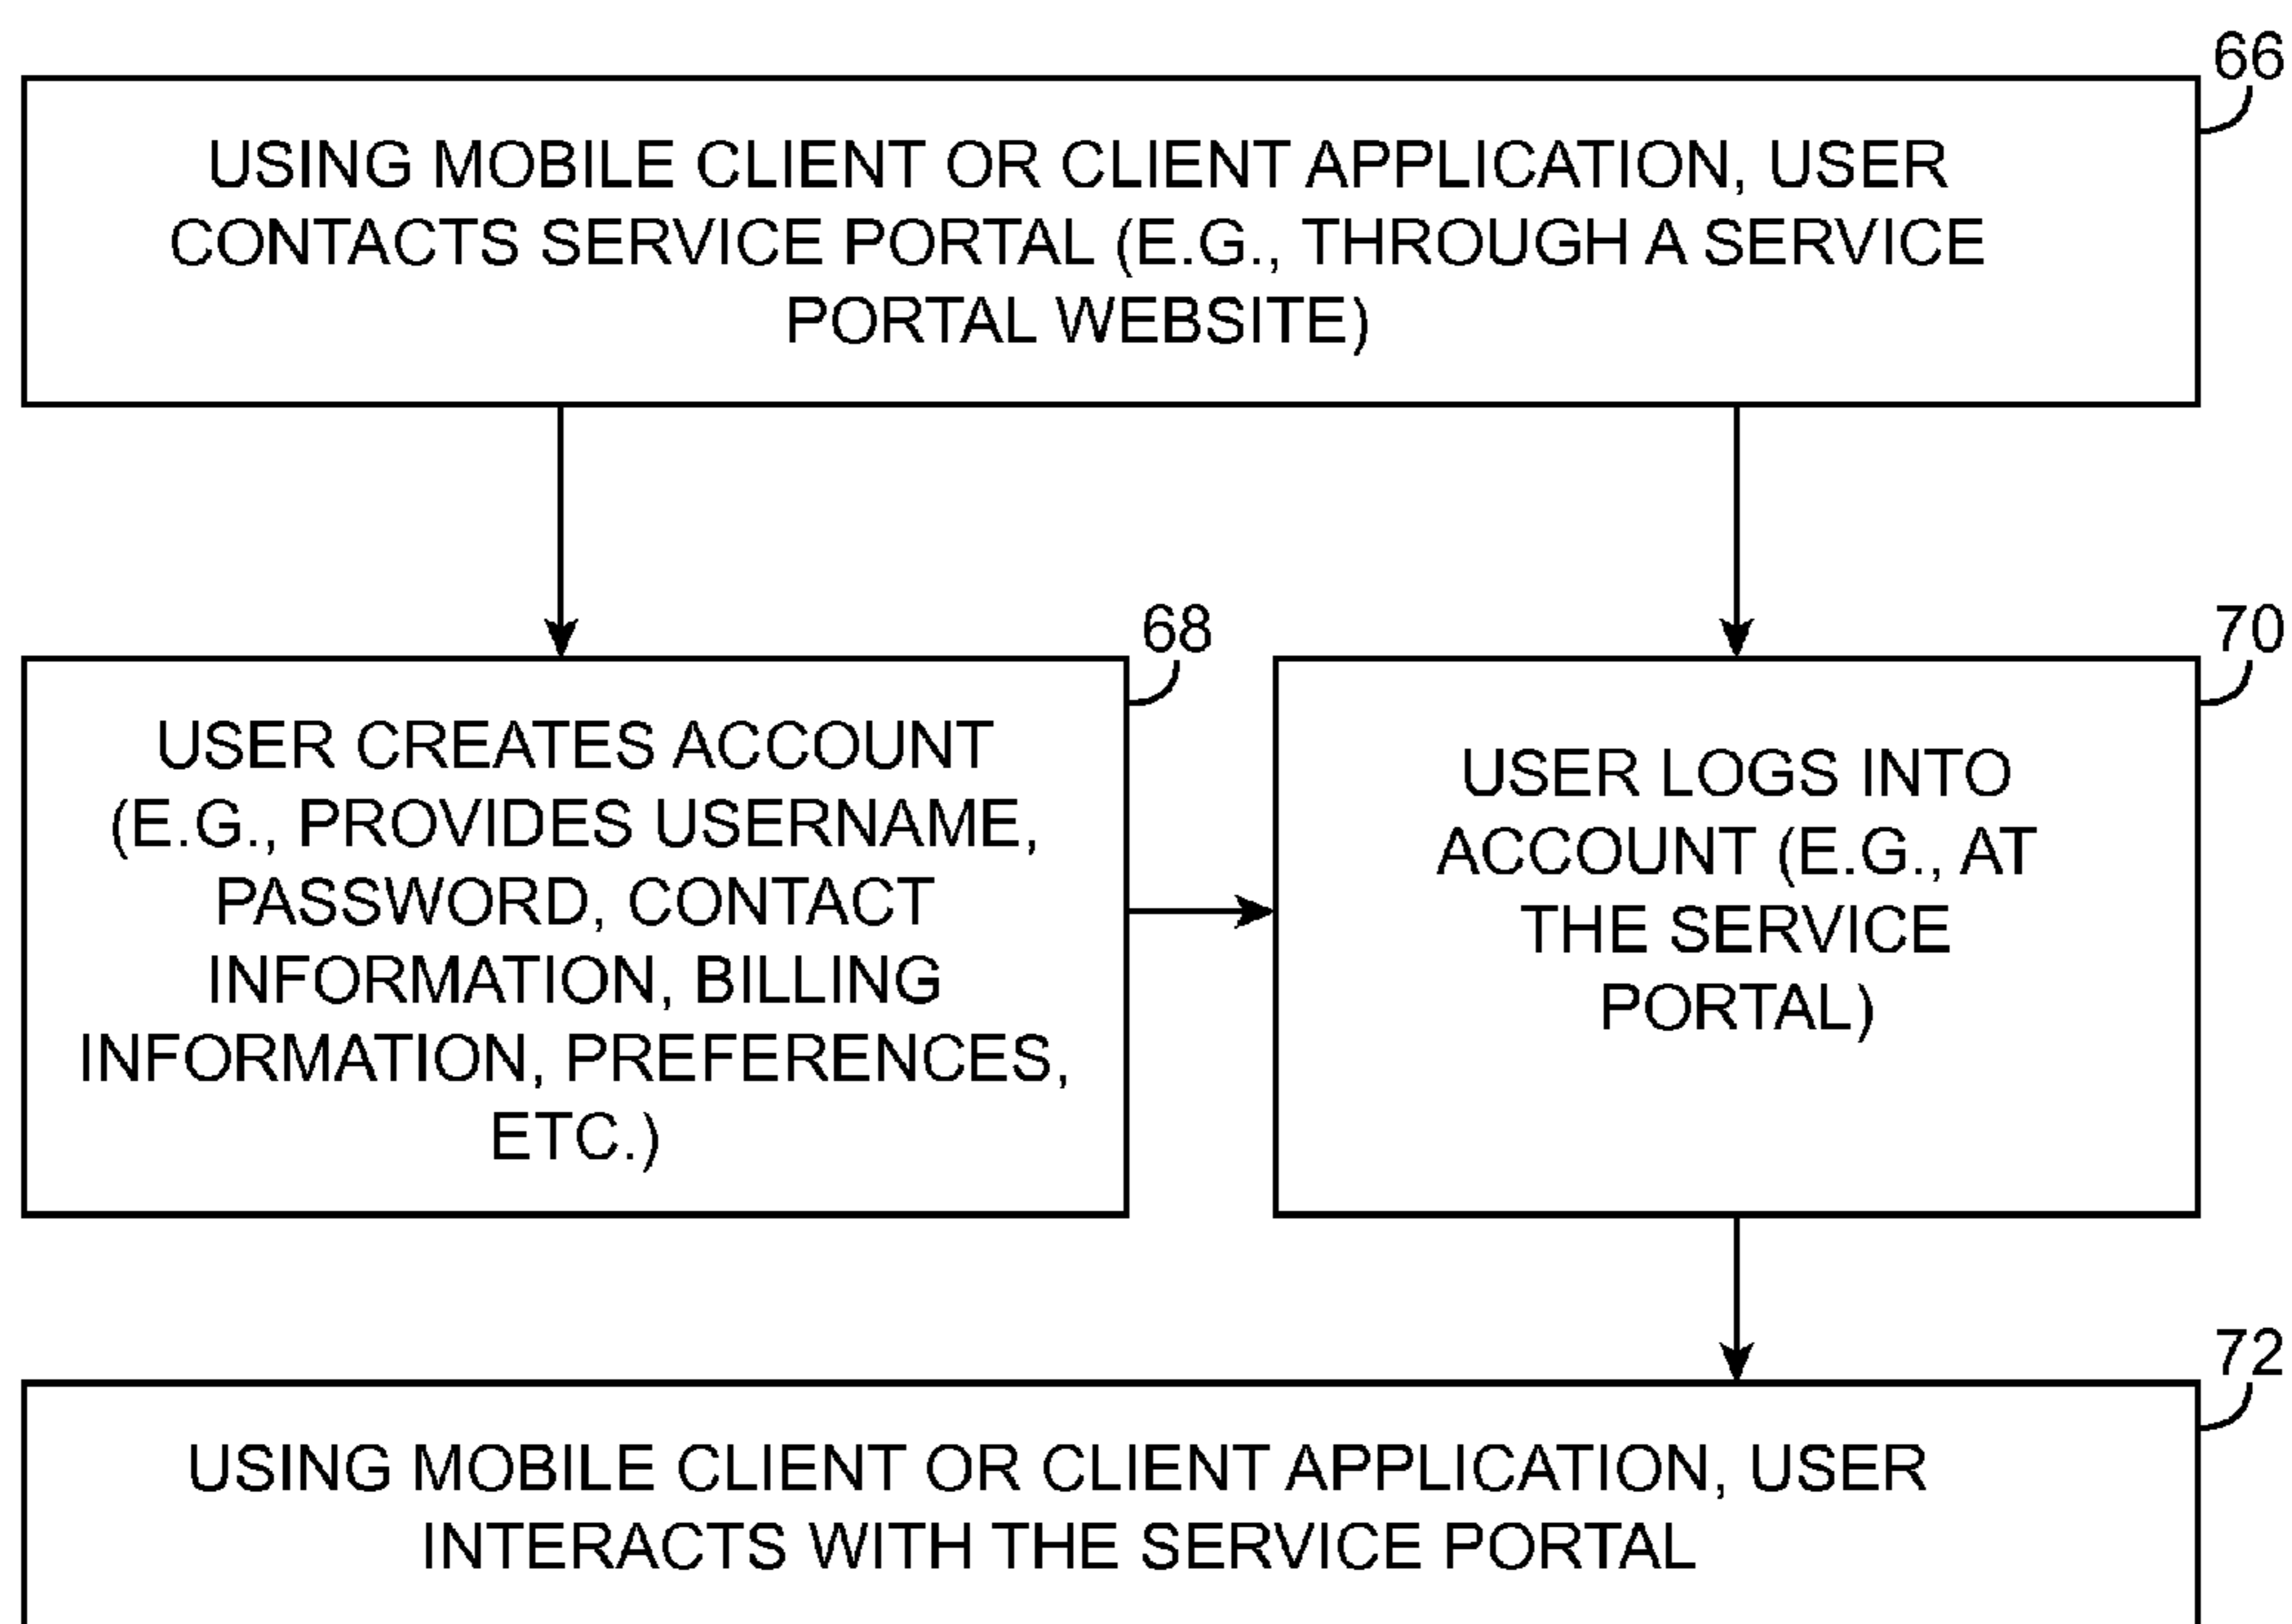 66
USING MOBILE CLIENT OR CLIENT APPLICATION, USER
CONTACTS SERVICE PORTAL (E.G., THROUGH A SERVICE
PORTAL WEBSITE)
68
USER CREATES ACCOUNT
(E.G., PROVIDES USERNAME,
PASSWORD, CONTACT
INFORMATION, BILLING
INFORMATION, PREFERENCES,
ETC.)
70
USER LOGS INTO
ACCOUNT (E.G., AT
THE SERVICE
PORTAL)
72
USING MOBILE CLIENT OR CLIENT APPLICATION, USER
INTERACTS WITH THE SERVICE PORTAL